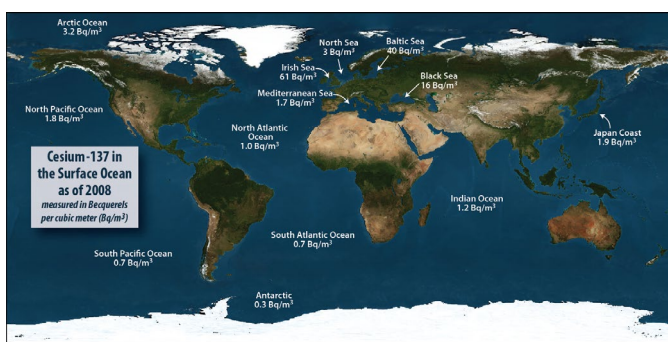 Arctic Ocean
3.2 Bq/m³
North Sea
3 Bq/m³
Baltic Sea
40 Bq/m³
Irish Sea
61 Bq/m³
Black Sea
16 Bq/m³
Mediterranean Sea
1.7 Bq/m³
North Pacific Ocean
1.8 Bq/m³
North Atlantic
Ocean
1.0 Bq/m³
Japan Coast
1.9 Bq/m³
Cesium-137 in
the Surface Ocean
as of 2008
measured in Becquerels
per cubic meter (Bq/m³)
Indian Ocean
1.2 Bq/m³
South Atlantic Ocean
0.7 Bq/m³
South Pacific Ocean
0.7 Bq/m³
Antarctic
0.3 Bq/m³